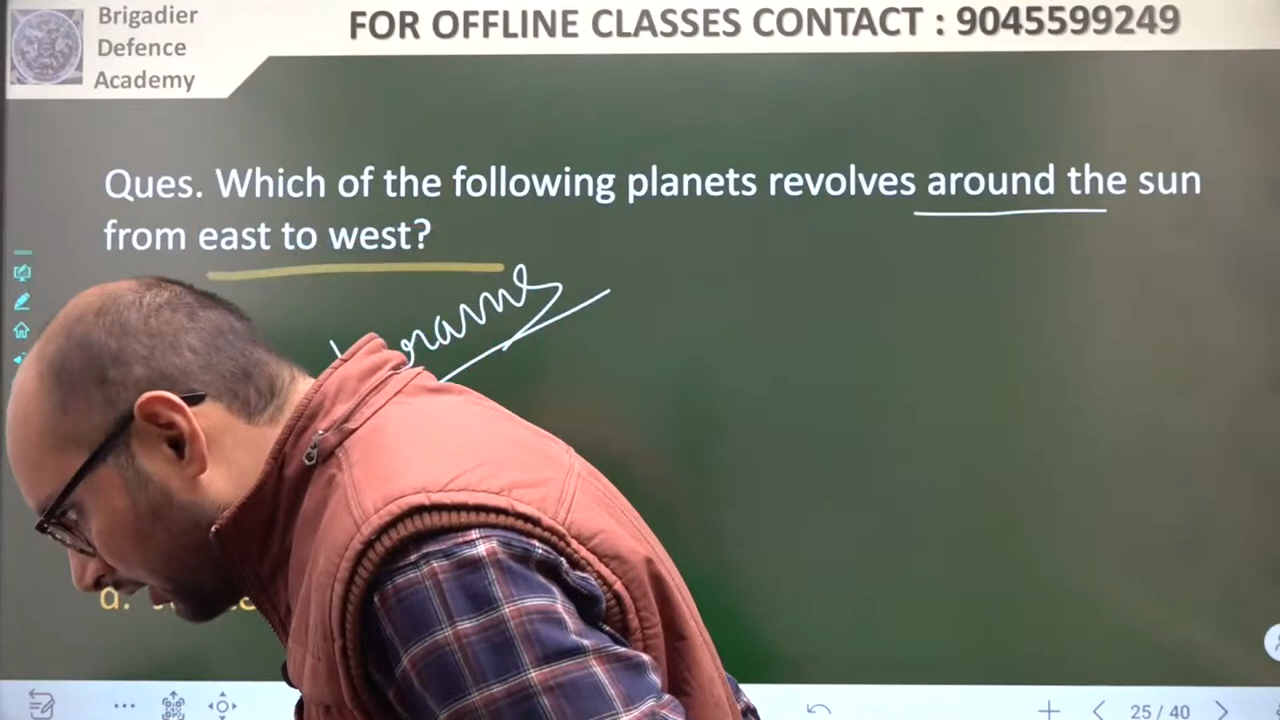 Brigadier
Defence
Academy
FOR OFFLINE CLASSES CONTACT : 9045599249
Ques. Which of the following planets revolves around the sun
from east to west?
d.
25 / 40